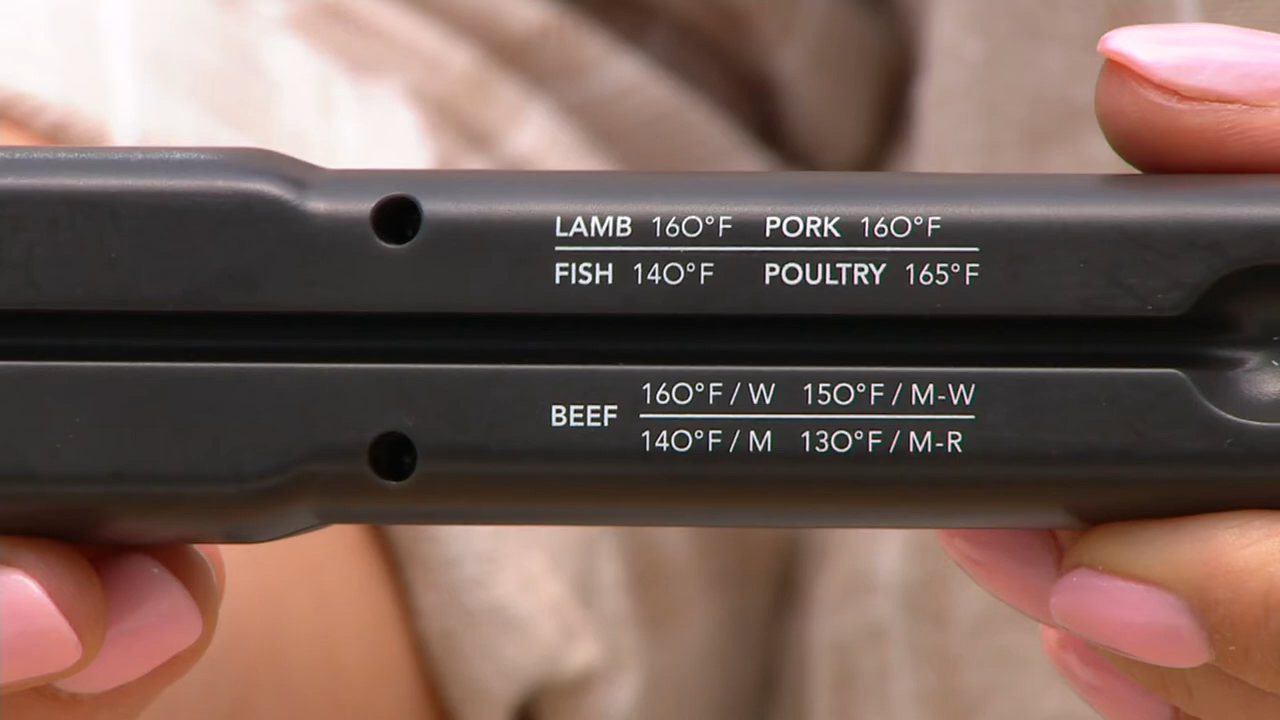 LAMB 160°F PORK 160°F
FISH 140°F POULTRY 165°F
BEEF 160°F / W 150°F / M-W
140°F / M 130°F / M-R